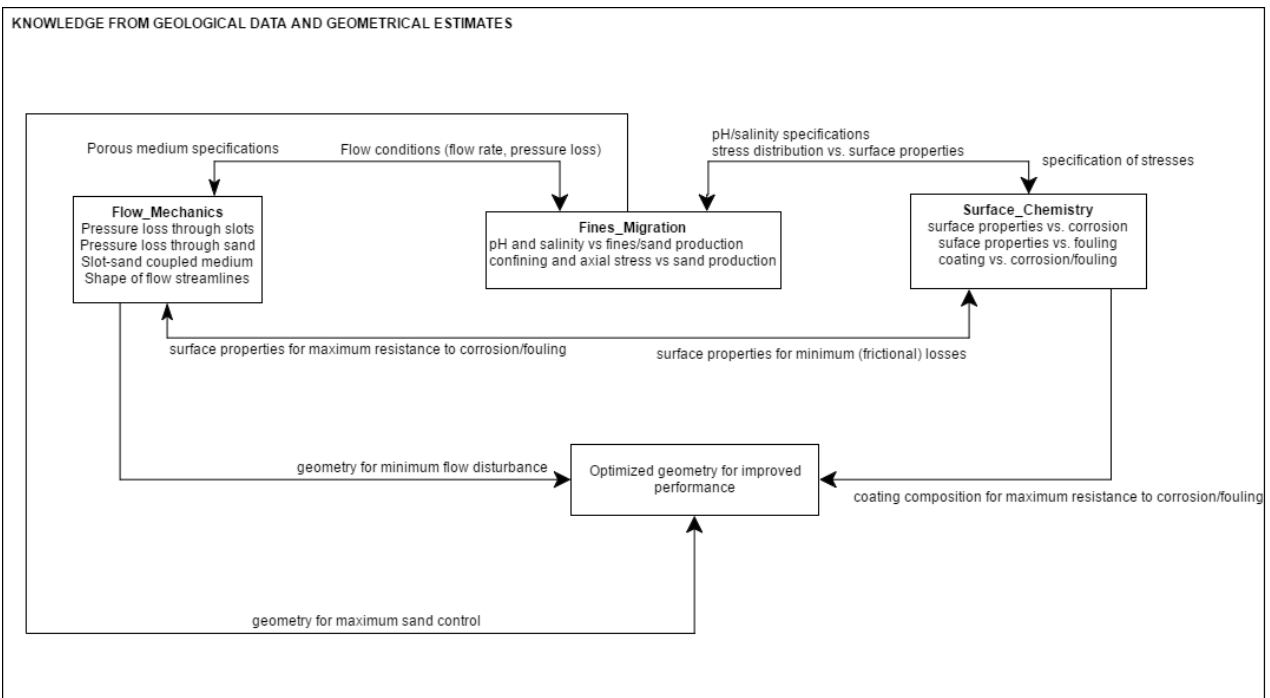 KNOWLEDGE FROM GEOLOGICAL DATA AND GEOMETRICAL ESTIMATES
Porous medium specifications
Flow conditions (flow rate, pressure loss)
pH/salinity specifications
stress distribution vs. surface properties
specification of stresses
Flow_Mechanics
Pressure loss through slots
Pressure loss through sand
Slot-sand coupled medium
Shape of flow streamlines
Fines_Migration
pH and salinity vs fines/sand production
confining and axial stress vs sand production
Surface_Chemistry
surface properties vs. corrosion
suface properties vs. fouling
coating vs. corrosion/fouling
surface properties for maximum resistance to corrosion/fouling
surface properties for minimum (frictional) losses
geometry for minimum flow disturbance
Optimized geometry for improved
performance
coating composition for maximum resistance to corrosion/fouling
geometry for maximum sand control